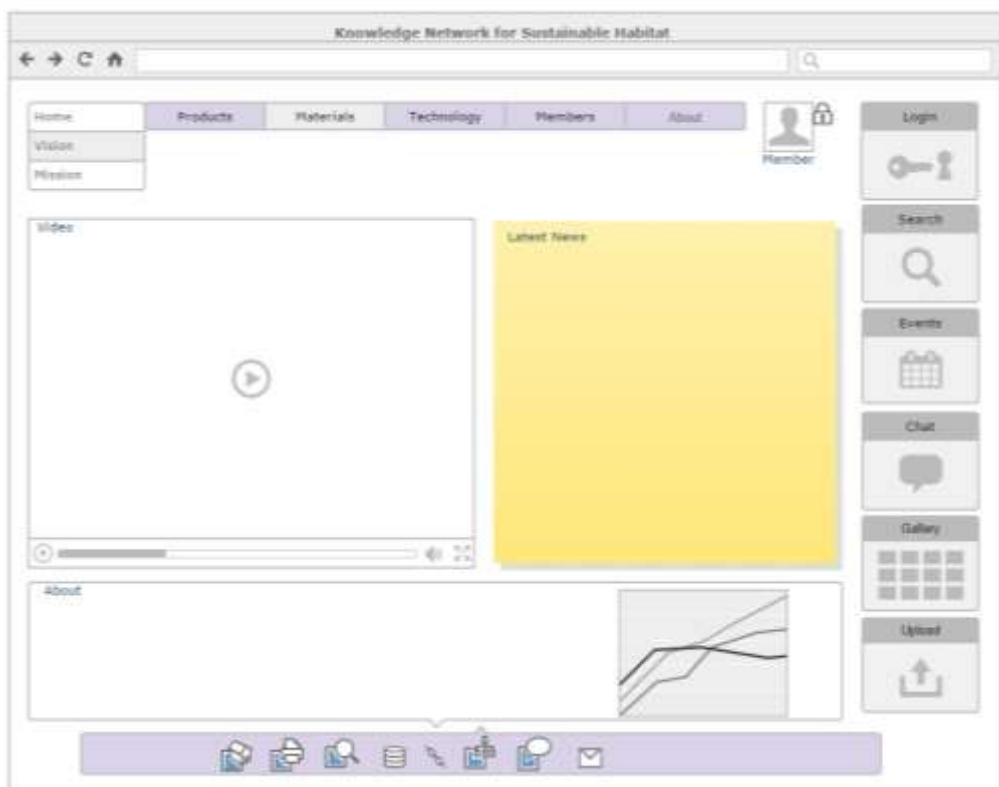 Knowledge Network for Sustainable Habitat
Home Products Materials Technology Members About
Vision
Mission
Member
Login
Search
Events
Chat
Gallery
Upload
Video
Latest News
About